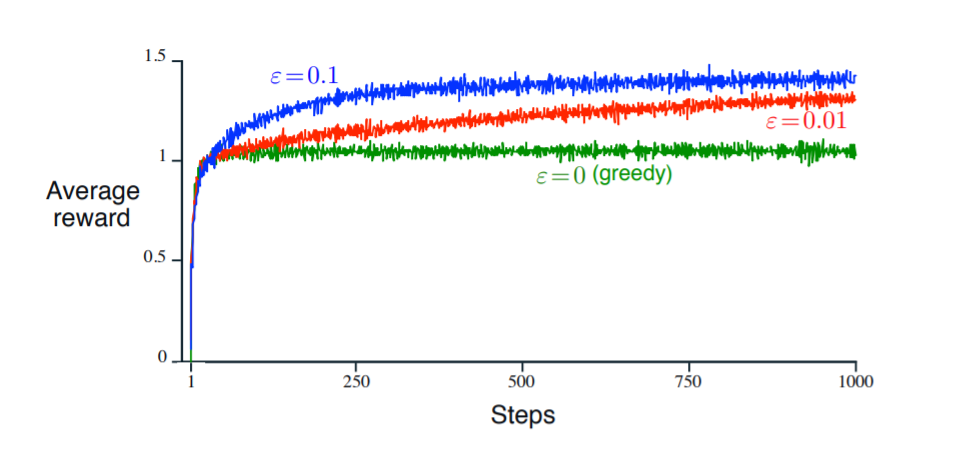 1.5
ε=0.1
ε=0.01
1
ε=0 (greedy)
Average
reward
0.5
0
1
250
500
750
1000
Steps